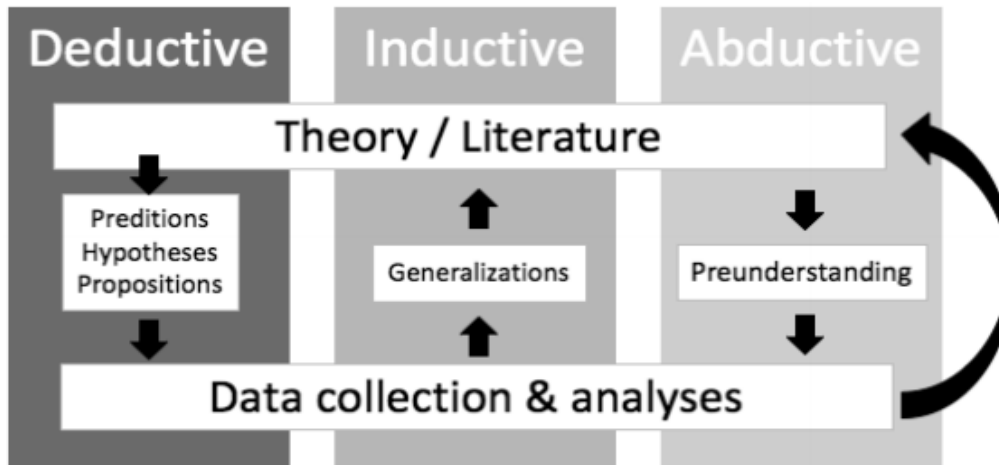 Deductive
Inductive
Abductive
Theory / Literature
Preditions
Hypotheses
Propositions
Generalizations
Preunderstanding
Data collection & analyses